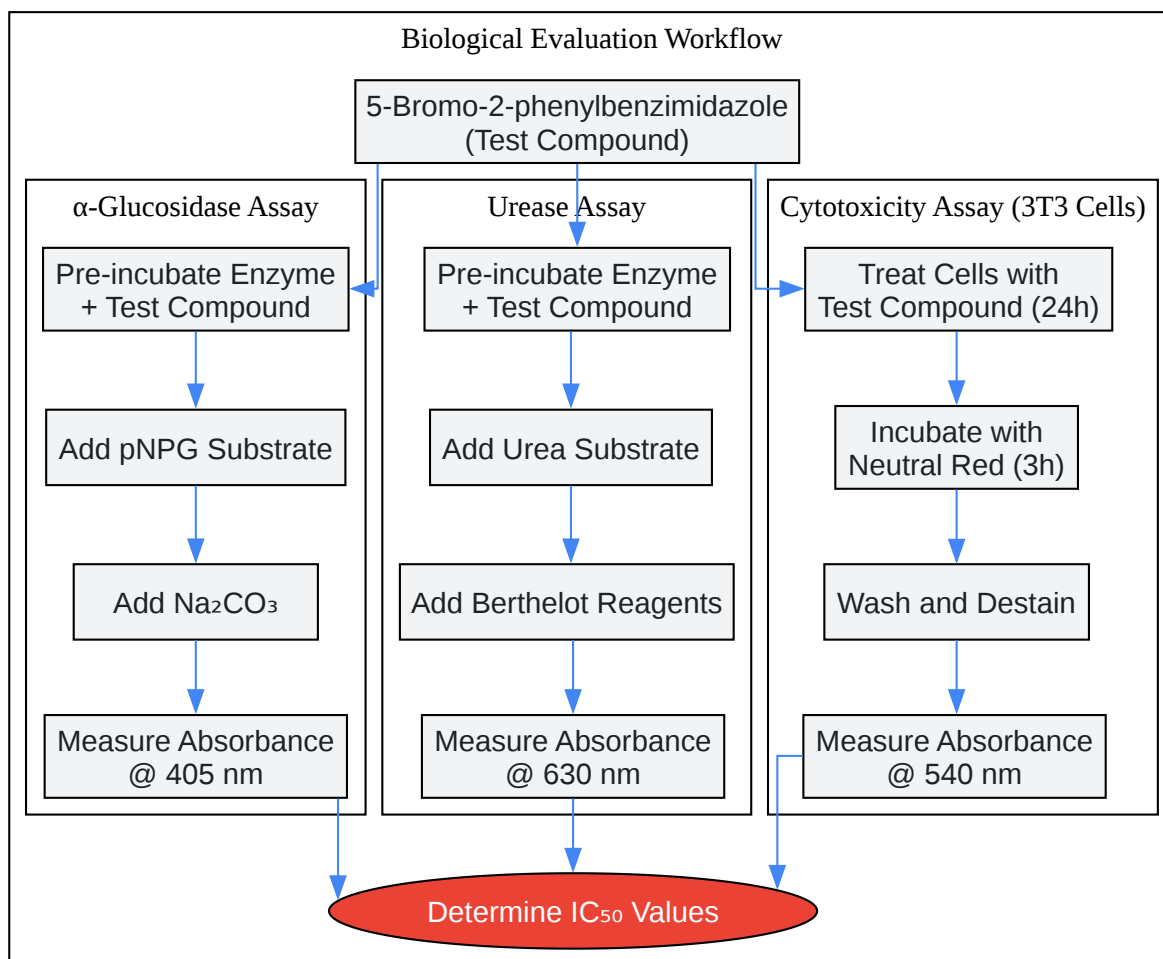 Biological Evaluation Workflow
5-Bromo-2-phenylbenzimidazole
(Test Compound)
α-Glucosidase Assay
Pre-incubate Enzyme
+ Test Compound
Add pNPG Substrate
Add Na₂CO₃
Measure Absorbance
@ 405 nm
Urease Assay
Pre-incubate Enzyme
+ Test Compound
Add Urea Substrate
Add Berthelot Reagents
Measure Absorbance
@ 630 nm
Cytotoxicity Assay (3T3 Cells)
Treat Cells with
Test Compound (24h)
Incubate with
Neutral Red (3h)
Wash and Destain
Measure Absorbance
@ 540 nm
Determine IC₅₀ Values